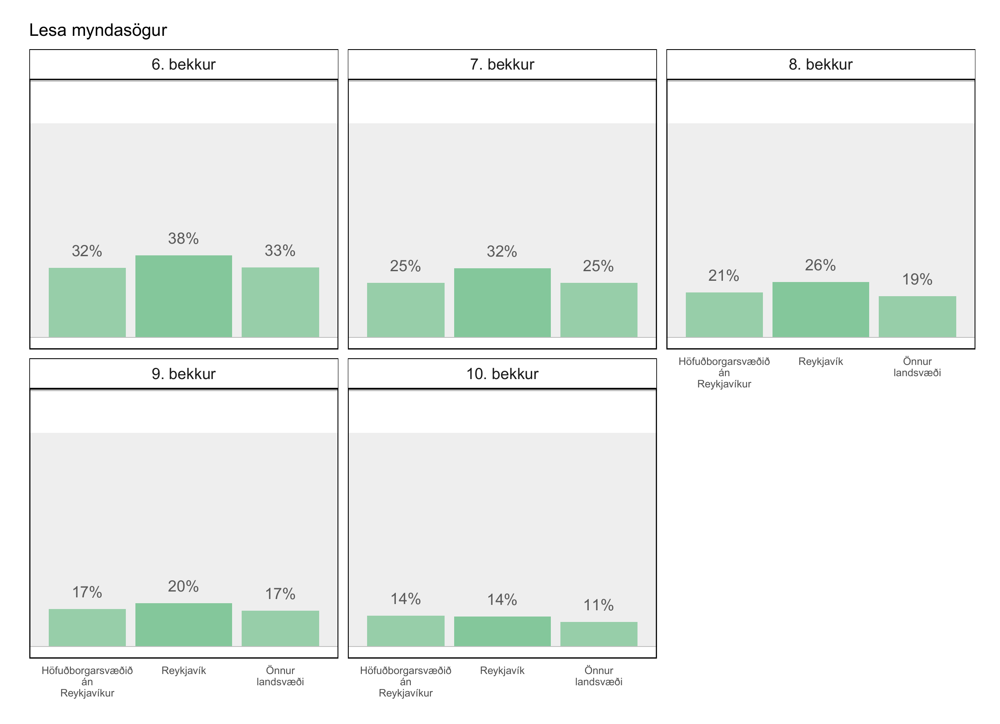 Lesa myndasögur
6. bekkur
7. bekkur
8. bekkur
32%
38%
33%
25%
32%
25%
21%
26%
19%
Höfuðborgarsvæðið
án
Reykjavíkur
Reykjavík
Önnur
landsvæði
9. bekkur
10. bekkur
17%
20%
17%
14%
14%
11%
Höfuðborgarsvæðið
án
Reykjavíkur
Reykjavík
Önnur
landsvæði
Höfuðborgarsvæðið
án
Reykjavíkur
Reykjavík
Önnur
landsvæði